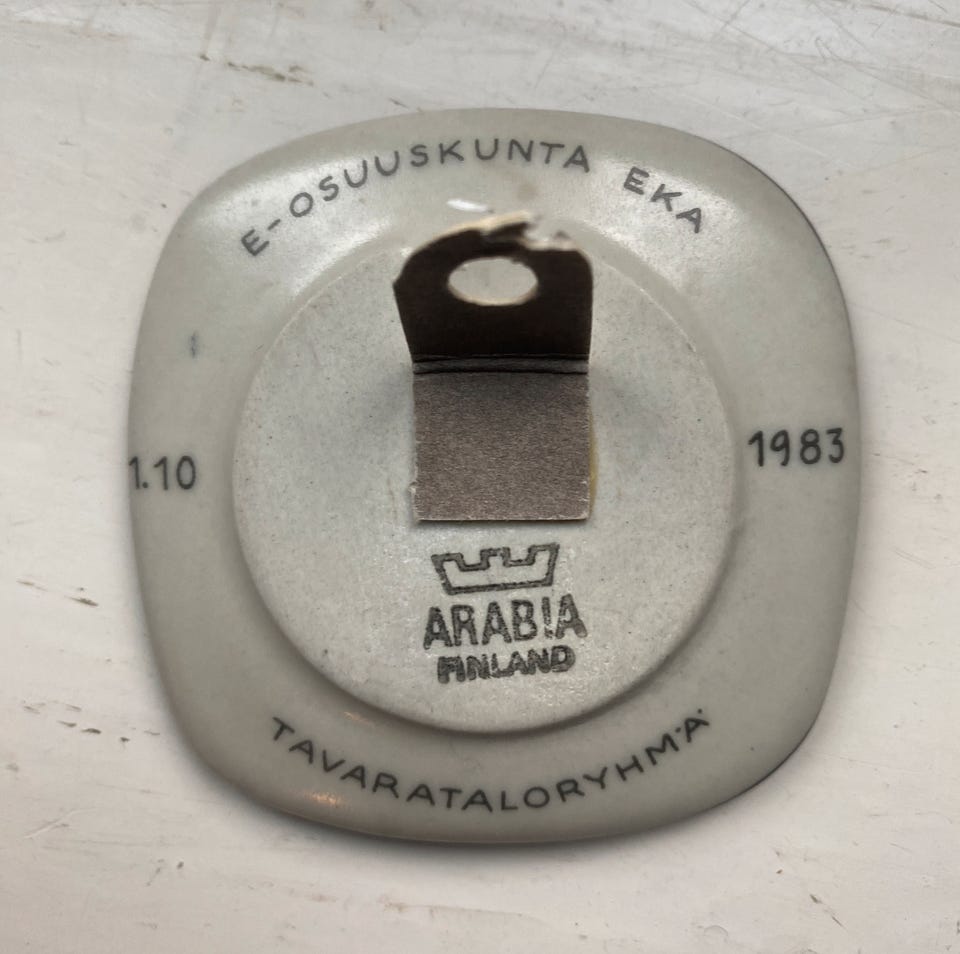 E-OSUUSKUNTA EKA
1.10 1983
ARABIA
FINLAND
TAVARATALORYHMÄ